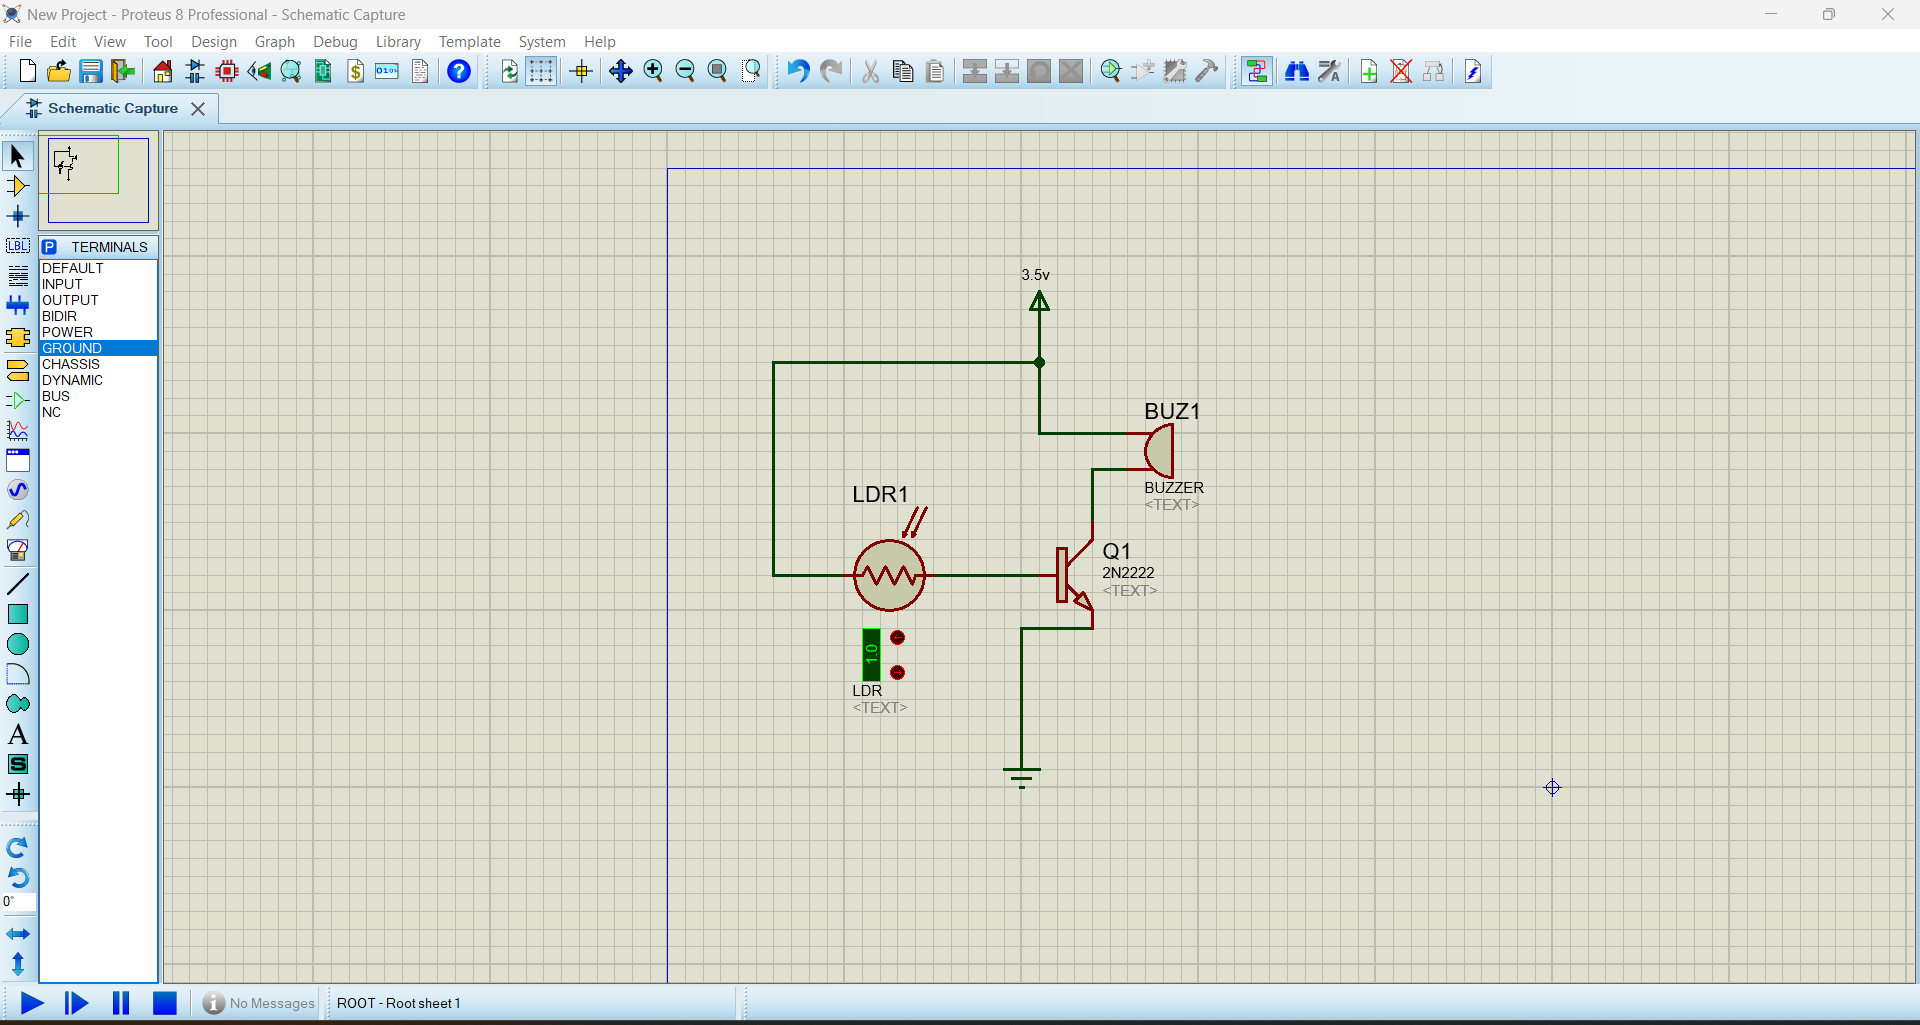 New Project - Proteus 8 Professional - Schematic Capture
File Edit View Tool Design Graph Debug Library Template System Help
Schematic Capture
P TERMINALS
DEFAULT
INPUT
OUTPUT
BIDIR
POWER
GROUND
CHASSIS
DYNAMIC
BUS
NC
LBL
A
S
0°
3.5v
BUZ1
BUZZER
<TEXT>
LDR1
Q1
2N2222
<TEXT>
1.0
LDR
<TEXT>
No Messages
ROOT - Root sheet 1